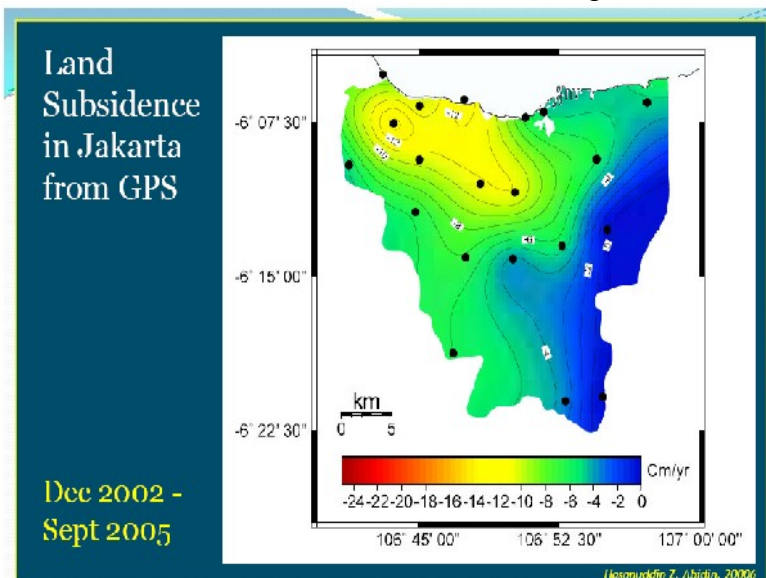 Land
Subsidence
in Jakarta
from GPS
Dec 2002 -
Sept 2005
-6° 07' 30"
-6° 15' 00"
-6° 22' 30"
km
0 5
-24 -22 -20 -18 -16 -14 -12 -10 -8 -6 -4 -2 0
Cm/yr
106° 45' 00"
106° 52' 30"
107° 00' 00"
Hasanuddin Z. Abidin, 20006